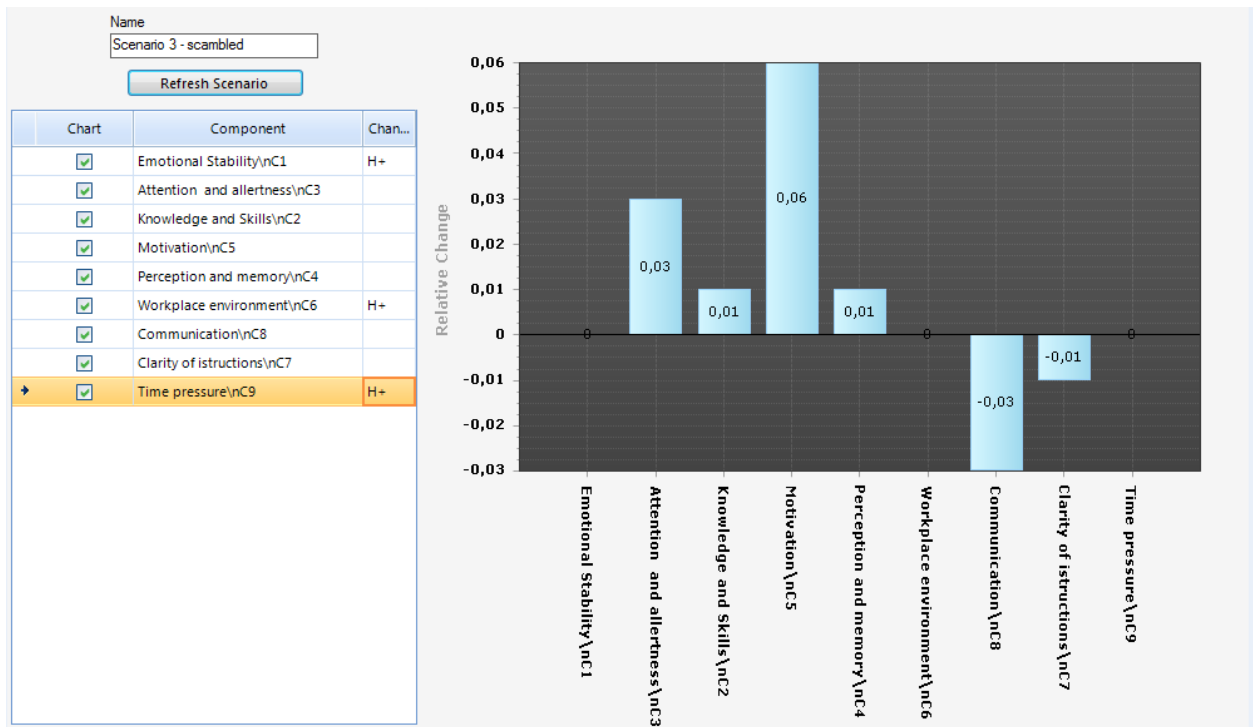 Name
Scenario 3 - scambled
Refresh Scenario
Chart Component Chan...
Emotional Stability\nC1 H+
Attention  and allertness\nC3
Knowledge and Skills\nC2
Motivation\nC5
Perception and memory\nC4
Workplace environment\nC6 H+
Communication\nC8
Clarity of istructions\nC7
Time pressure\nC9 H+
Relative Change
0,06
0,05
0,04
0,03
0,02
0,01
0
-0,01
-0,02
-0,03
0
0,03
0,01
0,06
0,01
0
-0,03
-0,01
0
Emotional Stability\nC1
Attention  and allertness\nC3
Knowledge and Skills\nC2
Motivation\nC5
Perception and memory\nC4
Workplace environment\nC6
Communication\nC8
Clarity of istructions\nC7
Time pressure\nC9